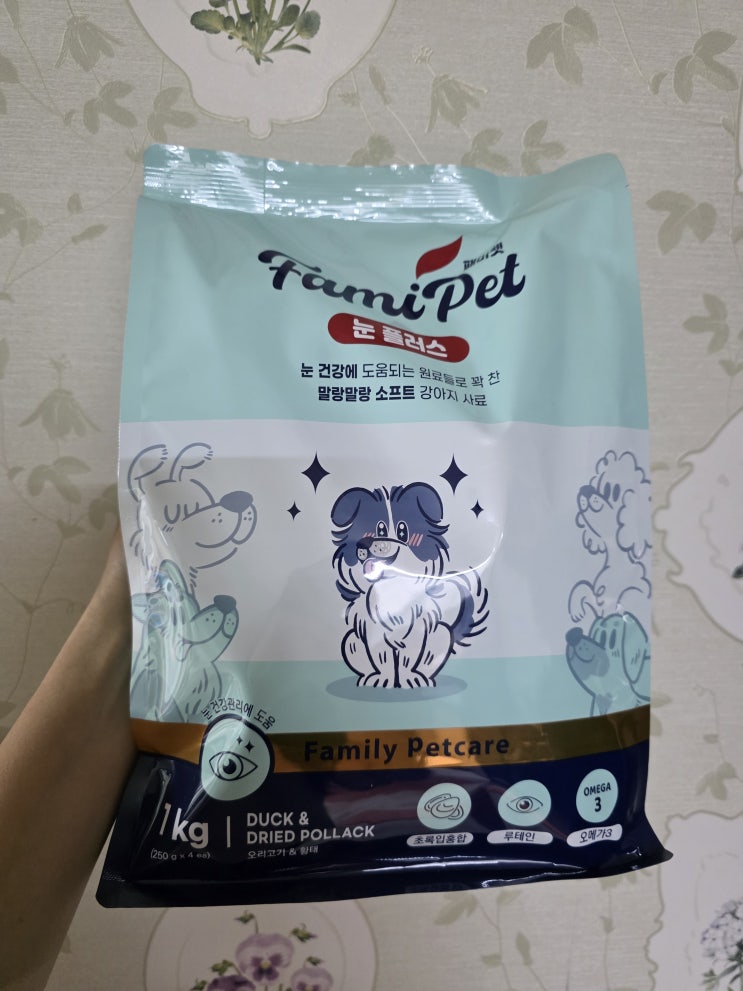 패미펫
FamiPet
눈 플러스
눈 건강에 도움되는 원료들로 꽉 찬
말랑말랑 소프트 강아지 사료
눈 건강관리에 도움
Family Petcare
1kg
(250 g x 4 ea)
DUCK &
DRIED POLLACK
오리고기 & 황태
초록입홍합
루테인
OMEGA
3
오메가3